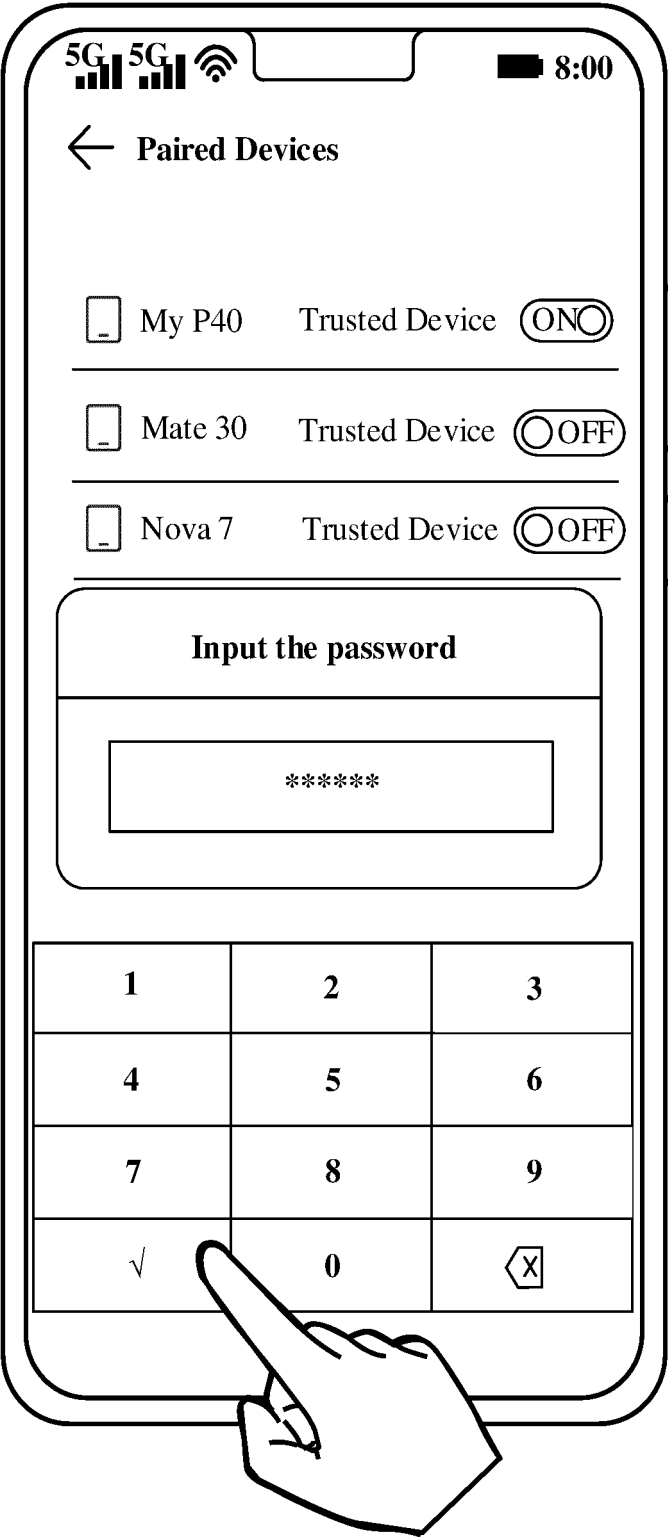 5G 5G 8:00
Paired Devices
My P40 Trusted Device ON
Mate 30 Trusted Device OFF
Nova 7 Trusted Device OFF
Input the password
******
1 2 3
4 5 6
7 8 9
√ 0 X